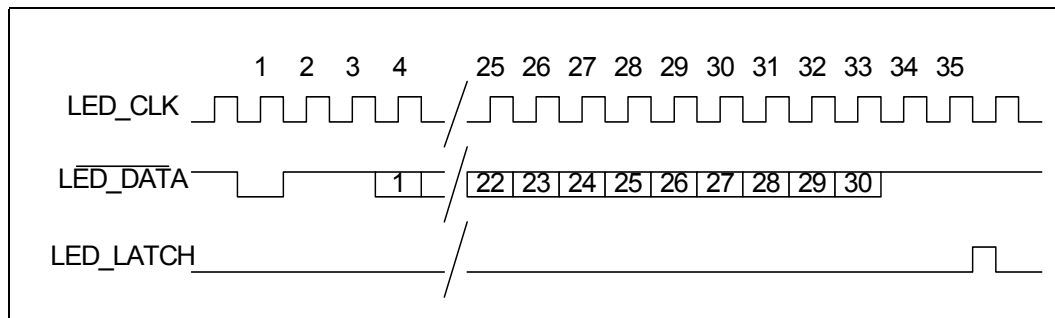 1 2 3 4 25 26 27 28 29 30 31 32 33 34 35
LED_CLK
LED_DATA 1 22 23 24 25 26 27 28 29 30
LED_LATCH